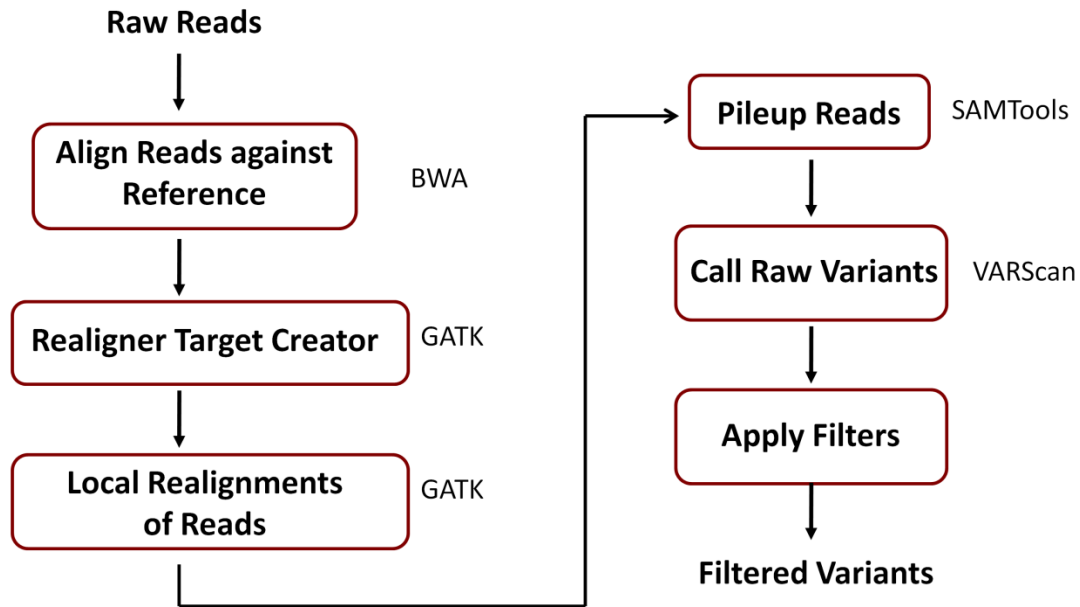 Raw Reads
Align Reads against
Reference
BWA
Realigner Target Creator
GATK
Local Realignments
of Reads
GATK
Pileup Reads
SAMTools
Call Raw Variants
VARScan
Apply Filters
Filtered Variants